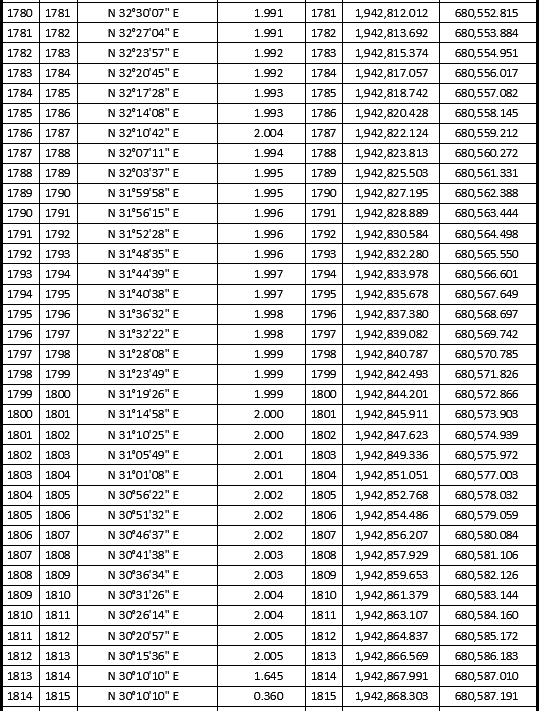 1780 1781 N 32°30'07" E 1.991 1781 1,942,812.012 680,552.815
1781 1782 N 32°27'04" E 1.991 1782 1,942,813.692 680,553.884
1782 1783 N 32°23'57" E 1.992 1783 1,942,815.374 680,554.951
1783 1784 N 32°20'45" E 1.992 1784 1,942,817.057 680,556.017
1784 1785 N 32°17'28" E 1.993 1785 1,942,818.742 680,557.082
1785 1786 N 32°14'08" E 1.993 1786 1,942,820.428 680,558.145
1786 1787 N 32°10'42" E 2.004 1787 1,942,822.124 680,559.212
1787 1788 N 32°07'11" E 1.994 1788 1,942,823.813 680,560.272
1788 1789 N 32°03'37" E 1.995 1789 1,942,825.503 680,561.331
1789 1790 N 31°59'58" E 1.995 1790 1,942,827.195 680,562.388
1790 1791 N 31°56'15" E 1.996 1791 1,942,828.889 680,563.444
1791 1792 N 31°52'28" E 1.996 1792 1,942,830.584 680,564.498
1792 1793 N 31°48'35" E 1.996 1793 1,942,832.280 680,565.550
1793 1794 N 31°44'39" E 1.997 1794 1,942,833.978 680,566.601
1794 1795 N 31°40'38" E 1.997 1795 1,942,835.678 680,567.649
1795 1796 N 31°36'32" E 1.998 1796 1,942,837.380 680,568.697
1796 1797 N 31°32'22" E 1.998 1797 1,942,839.082 680,569.742
1797 1798 N 31°28'08" E 1.999 1798 1,942,840.787 680,570.785
1798 1799 N 31°23'49" E 1.999 1799 1,942,842.493 680,571.826
1799 1800 N 31°19'26" E 1.999 1800 1,942,844.201 680,572.866
1800 1801 N 31°14'58" E 2.000 1801 1,942,845.911 680,573.903
1801 1802 N 31°10'25" E 2.000 1802 1,942,847.623 680,574.939
1802 1803 N 31°05'49" E 2.001 1803 1,942,849.336 680,575.972
1803 1804 N 31°01'08" E 2.001 1804 1,942,851.051 680,577.003
1804 1805 N 30°56'22" E 2.002 1805 1,942,852.768 680,578.032
1805 1806 N 30°51'32" E 2.002 1806 1,942,854.486 680,579.059
1806 1807 N 30°46'37" E 2.002 1807 1,942,856.207 680,580.084
1807 1808 N 30°41'38" E 2.003 1808 1,942,857.929 680,581.106
1808 1809 N 30°36'34" E 2.003 1809 1,942,859.653 680,582.126
1809 1810 N 30°31'26" E 2.004 1810 1,942,861.379 680,583.144
1810 1811 N 30°26'14" E 2.004 1811 1,942,863.107 680,584.160
1811 1812 N 30°20'57" E 2.005 1812 1,942,864.837 680,585.172
1812 1813 N 30°15'36" E 2.005 1813 1,942,866.569 680,586.183
1813 1814 N 30°10'10" E 1.645 1814 1,942,867.991 680,587.010
1814 1815 N 30°10'10" E 0.360 1815 1,942,868.303 680,587.191